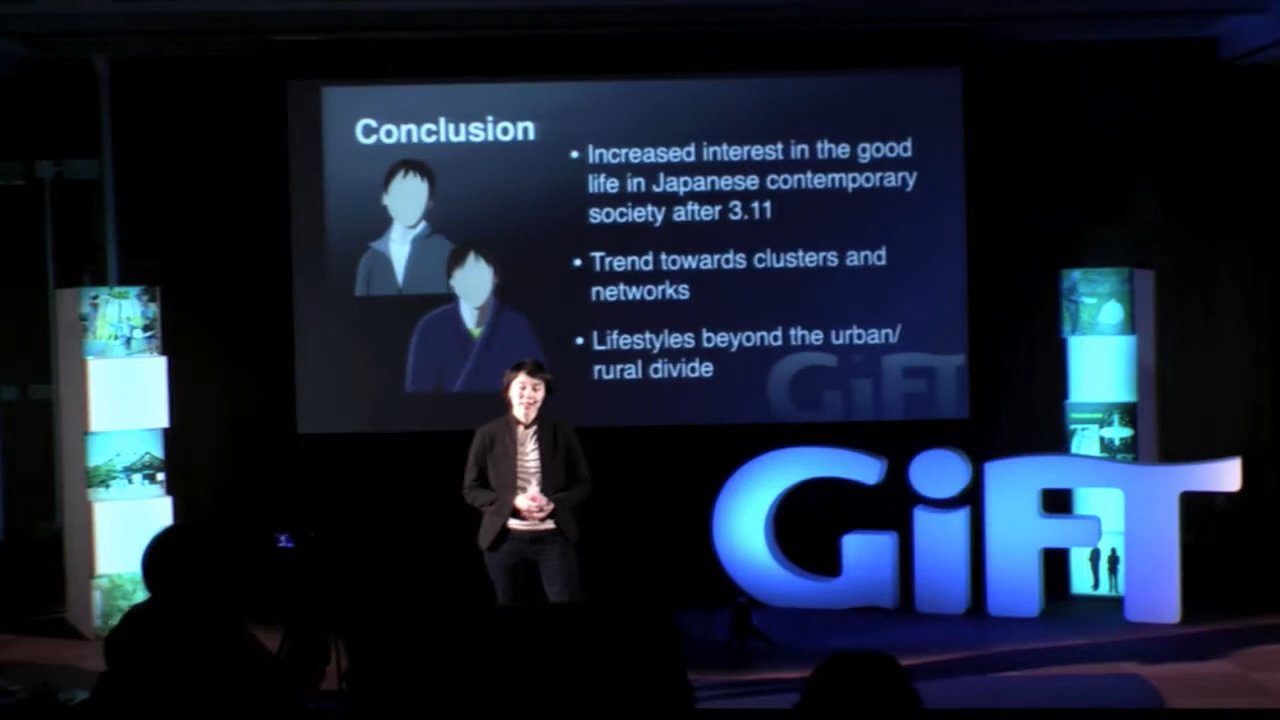 Conclusion
• Increased interest in the good
life in Japanese contemporary
society after 3.11
• Trend towards clusters and
networks
• Lifestyles beyond the urban/
rural divide
GiFT
GiFT